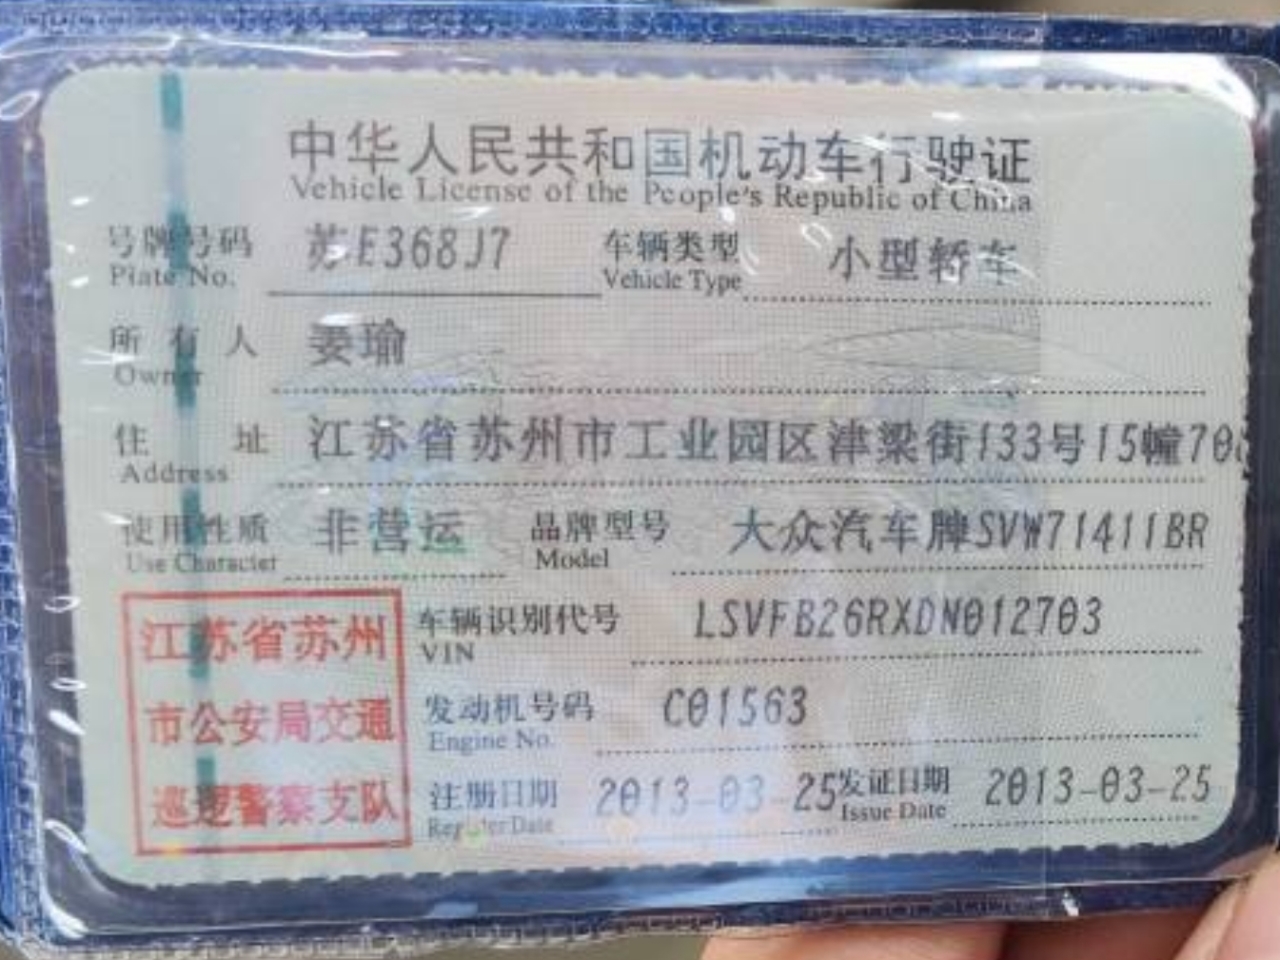 中华人民共和国机动车行驶证
Vehicle License of the People's Republic of China
号牌号码 苏E368J7 车辆类型 小型轿车
Plate No. Vehicle Type
所有人 姜瑜
Owner
住址 江苏省苏州市工业园区津梁街133号15幢70
Address
使用性质 非营运 品牌型号 大众汽车牌SVW71411BR
Use Character Model
江苏省苏州
市公安局交通
巡逻警察支队
车辆识别代号 LSVFB26RXDN012703
VIN
发动机号码 C01563
Engine No.
注册日期 2013-03-25 发证日期 2013-03-25
Register Date Issue Date